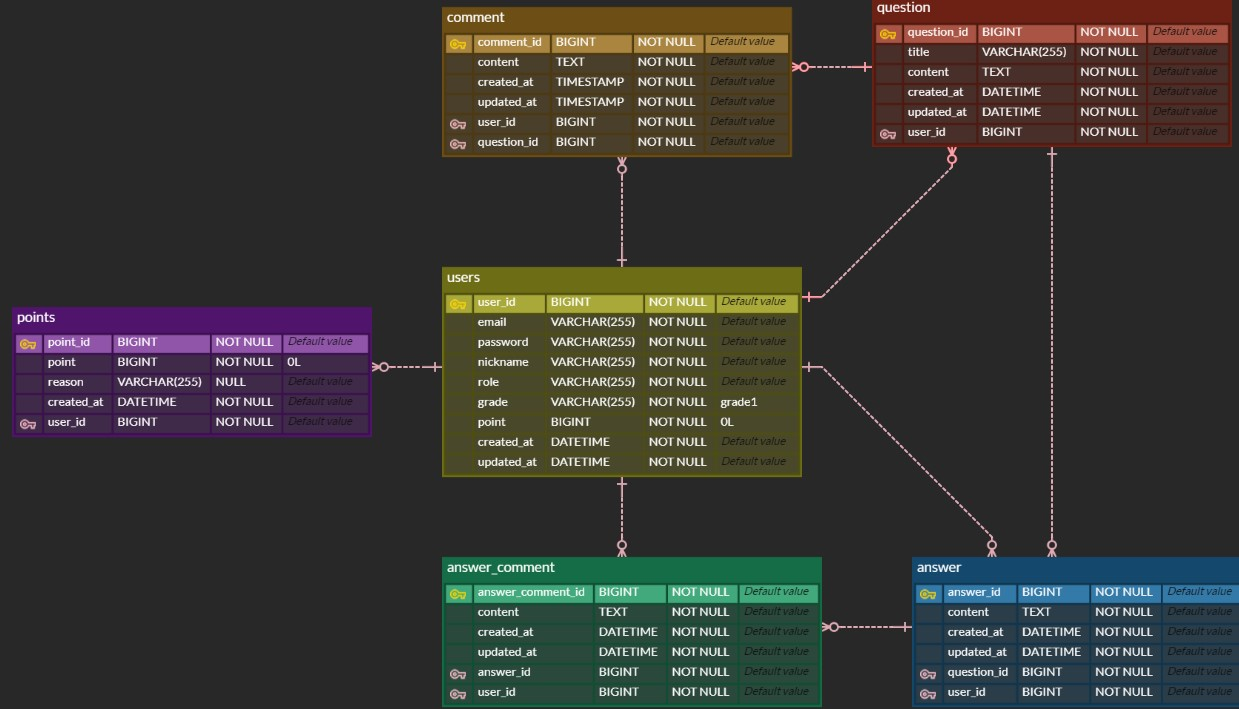 comment
comment_id BIGINT NOT NULL Default value
content TEXT NOT NULL Default value
created_at TIMESTAMP NOT NULL Default value
updated_at TIMESTAMP NOT NULL Default value
user_id BIGINT NOT NULL Default value
question_id BIGINT NOT NULL Default value
question
question_id BIGINT NOT NULL Default value
title VARCHAR(255) NOT NULL Default value
content TEXT NOT NULL Default value
created_at DATETIME NOT NULL Default value
updated_at DATETIME NOT NULL Default value
user_id BIGINT NOT NULL Default value
users
user_id BIGINT NOT NULL Default value
email VARCHAR(255) NOT NULL Default value
password VARCHAR(255) NOT NULL Default value
nickname VARCHAR(255) NOT NULL Default value
role VARCHAR(255) NOT NULL Default value
grade VARCHAR(255) NOT NULL grade1
point BIGINT NOT NULL 0L
created_at DATETIME NOT NULL Default value
updated_at DATETIME NOT NULL Default value
points
point_id BIGINT NOT NULL Default value
point BIGINT NOT NULL 0L
reason VARCHAR(255) NULL Default value
created_at DATETIME NOT NULL Default value
user_id BIGINT NOT NULL Default value
answer_comment
answer_comment_id BIGINT NOT NULL Default value
content TEXT NOT NULL Default value
created_at DATETIME NOT NULL Default value
updated_at DATETIME NOT NULL Default value
answer_id BIGINT NOT NULL Default value
user_id BIGINT NOT NULL Default value
answer
answer_id BIGINT NOT NULL Default value
content TEXT NOT NULL Default value
created_at DATETIME NOT NULL Default value
updated_at DATETIME NOT NULL Default value
question_id BIGINT NOT NULL Default value
user_id BIGINT NOT NULL Default value